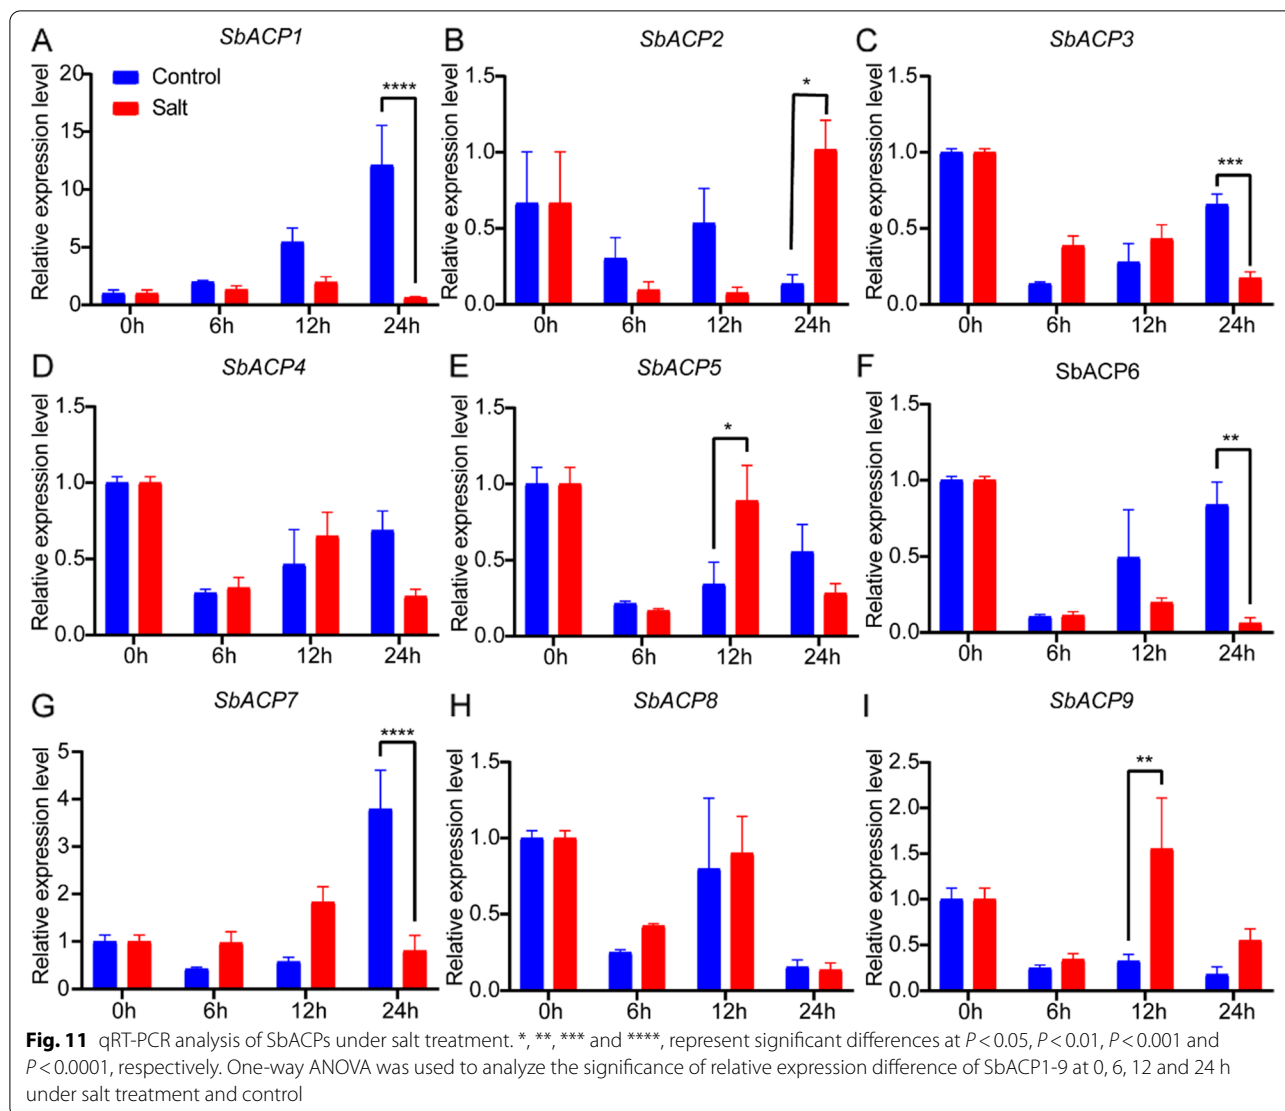 A SbACP1
Relative expression level
20
15
10
5
0
Control
Salt
****
0h 6h 12h 24h
B SbACP2
Relative expression level
1.5
1.0
0.5
0.0
*
0h 6h 12h 24h
C SbACP3
Relative expression level
1.5
1.0
0.5
0.0
***
0h 6h 12h 24h
D SbACP4
Relative expression level
1.5
1.0
0.5
0.0
0h 6h 12h 24h
E SbACP5
Relative expression level
1.5
1.0
0.5
0.0
*
0h 6h 12h 24h
F SbACP6
Relative expression level
1.5
1.0
0.5
0.0
**
0h 6h 12h 24h
G SbACP7
Relative expression level
5
4
3
2
1
0
****
0h 6h 12h 24h
H SbACP8
Relative expression level
1.5
1.0
0.5
0.0
0h 6h 12h 24h
I SbACP9
Relative expression level
2.5
2.0
1.5
1.0
0.5
0.0
**
0h 6h 12h 24h
Fig. 11 qRT-PCR analysis of SbACPs under salt treatment. *, **, *** and ****, represent significant differences at P < 0.05, P < 0.01, P < 0.001 and
P < 0.0001, respectively. One-way ANOVA was used to analyze the significance of relative expression difference of SbACP1-9 at 0, 6, 12 and 24 h
under salt treatment and control